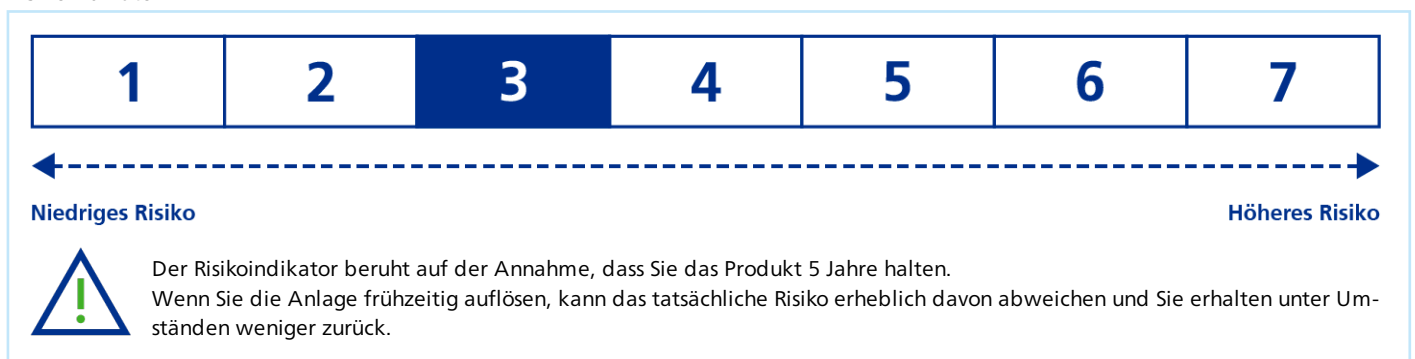 1 2 3 4 5 6 7
Niedriges Risiko Höheres Risiko
Der Risikoindikator beruht auf der Annahme, dass Sie das Produkt 5 Jahre halten.
Wenn Sie die Anlage frühzeitig auflösen, kann das tatsächliche Risiko erheblich davon abweichen und Sie erhalten unter Um-
ständen weniger zurück.